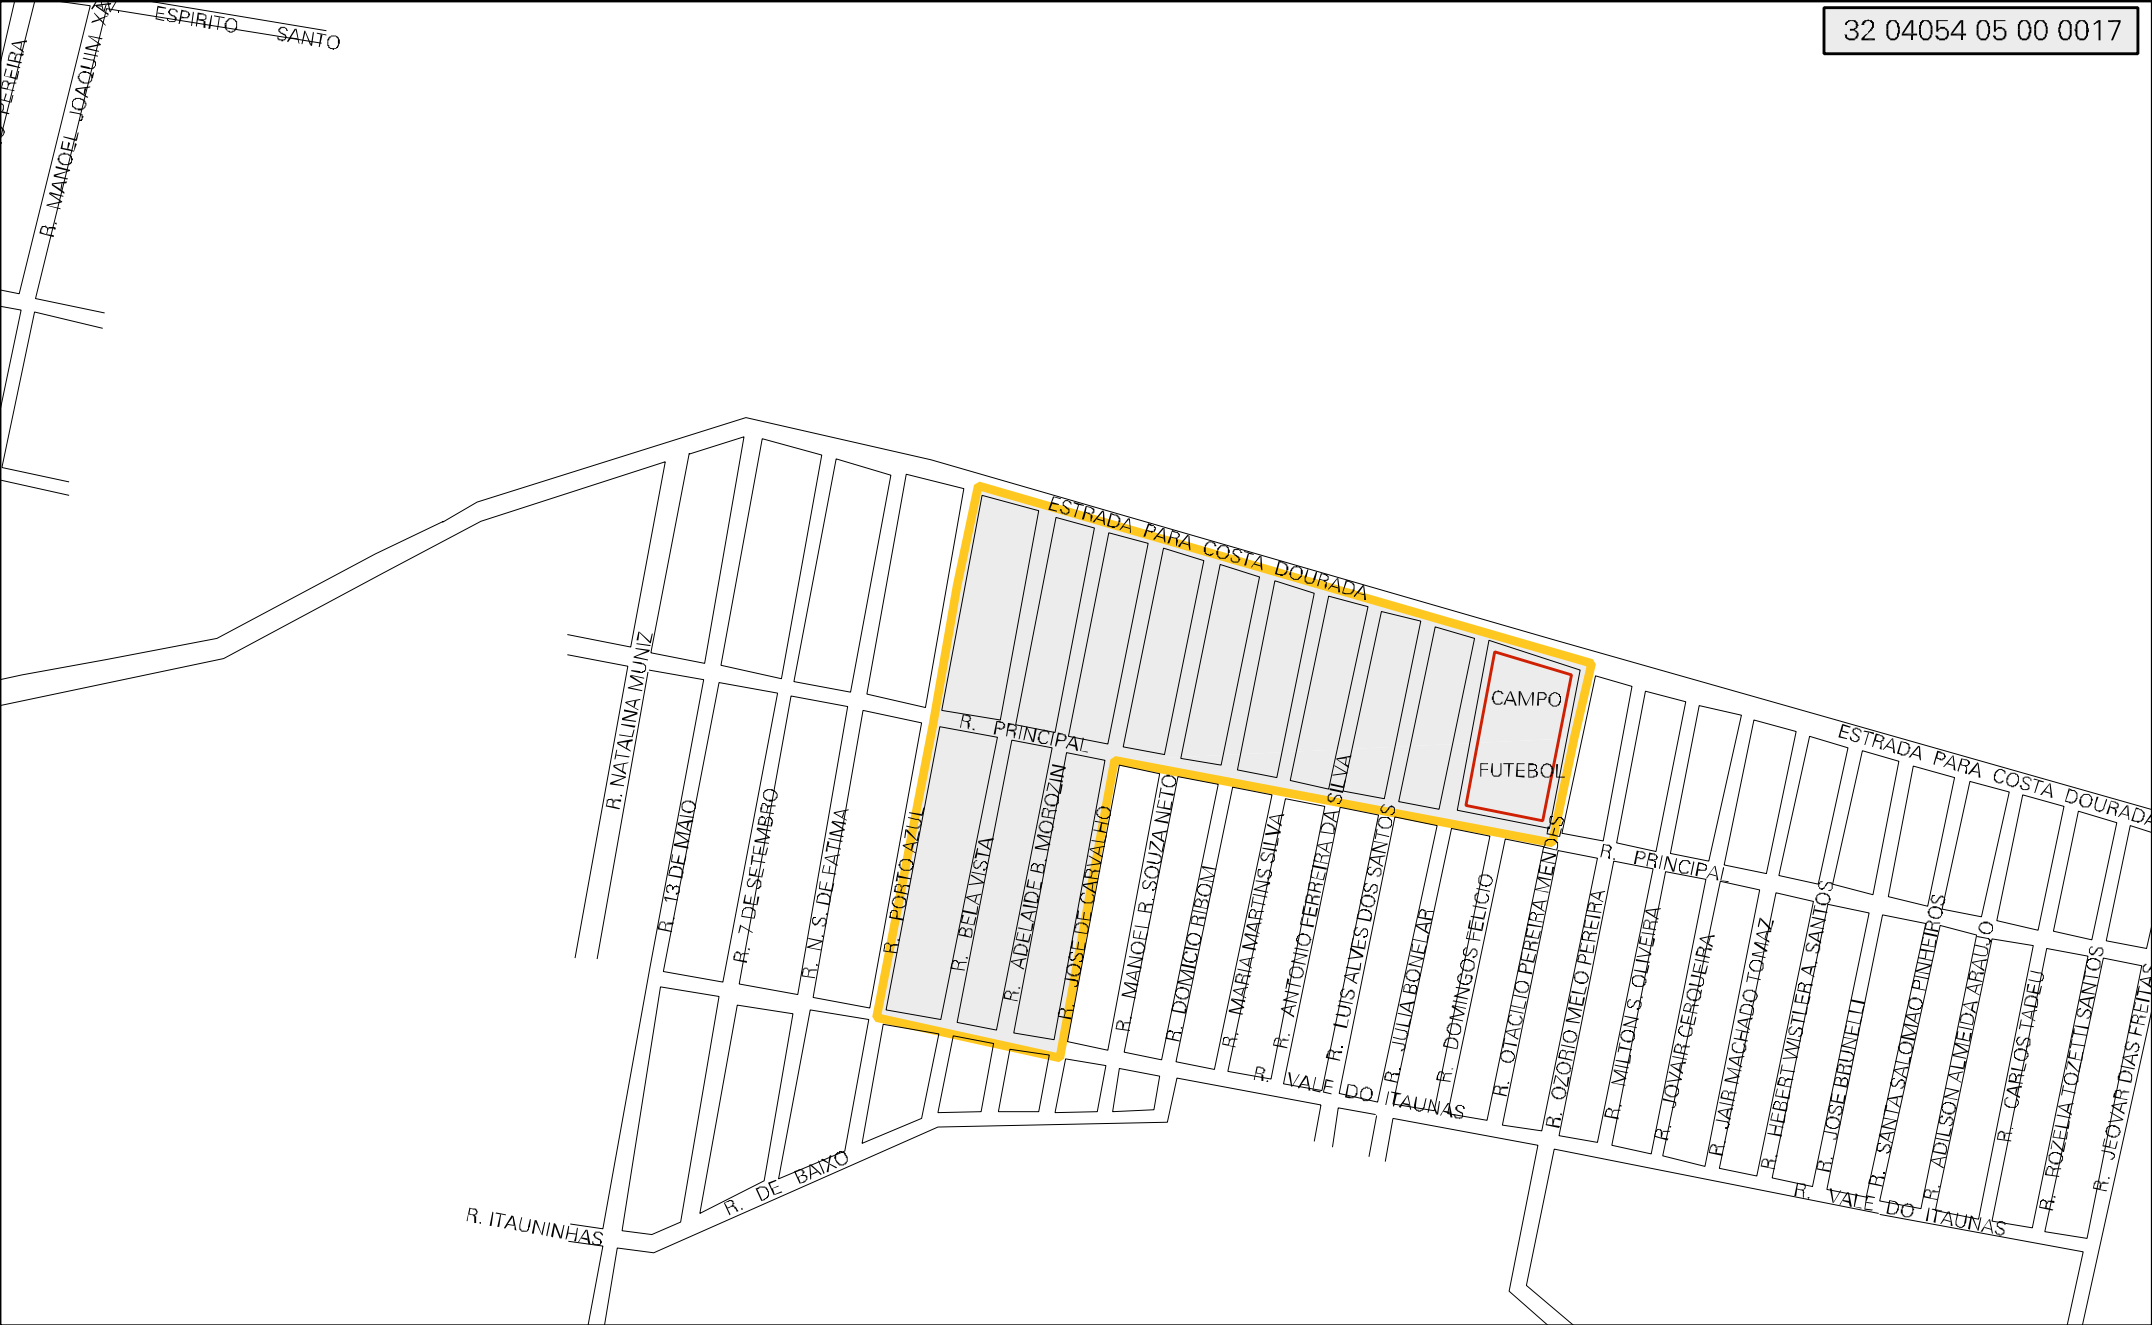 32 04054 05 00 0017
ESPIRITO SANTO
PEREIRA
R. MANOEL JOAQUIM
ESTRADA PARA COSTA DOURADA
CAMPO
FUTEBOL
R. PRINCIPAL
ESTRADA PARA COSTA DOURADA
R. PRINCIPAL
R. NATALINA MUNIZ
R. 13 DE MAIO
R. 7 DE SETEMBRO
R. N. S. DE FATIMA
R. PORTO AZUL
R. BELA VISTA
R. ADELAIDE B. MOROZIN
R. JOSE DE CARVALHO
R. MANOEL R. SOUZA NETO
R. DOMICIO RIBOM
R. MARIA MARTINS SILVA
R. ANTONIO FERREIRA DA SILVA
R. LUIS ALVES DOS SANTOS
R. JULIA BONELAR
R. DOMINGOS FELICIO
R. OTACILIO PEREIRA MENDES
R. OZORIO MELO PEREIRA
R. MILTON S. OLIVEIRA
R. JOVAIR CERQUEIRA
R. JAIR MACHADO TOMAZ
R. HEBERT WISTLER A. SANTOS
R. JOSE BRUNELLI
R. SANTA SALOMAO PINHEIROS
R. ADILSON ALMEIDA ARAUJO
R. CARLOS TADEU
R. ROZELIA TOZETTI SANTOS
R. JEOVAR DIAS FREITAS
R. VALE DO ITAUNAS
R. VALE DO ITAUNAS
R. DE BAIXO
R. ITAUNINHAS